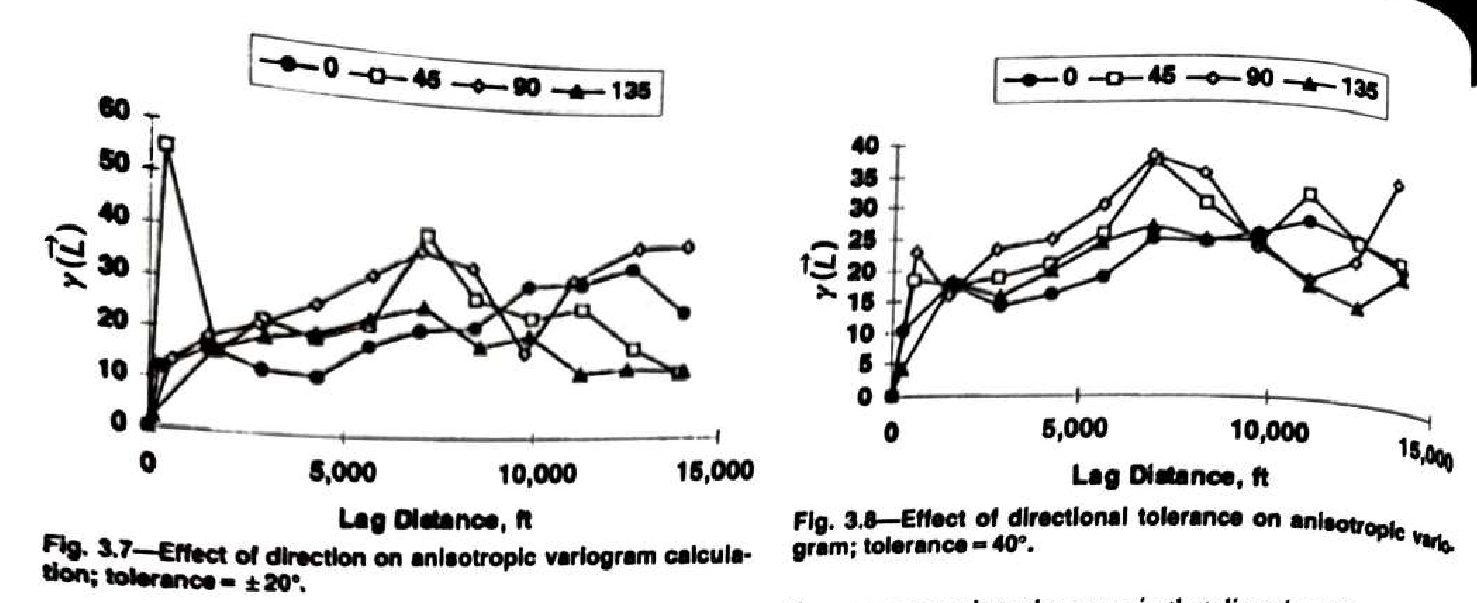 0 45 90 135
60
50
40
30
20
10
0
γ(L⃗)
0 5,000 10,000 15,000
Lag Distance, ft
Fig. 3.7—Effect of direction on anisotropic variogram calcula-
tion; tolerance = ±20°.
0 45 90 135
40
35
30
25
20
15
10
5
0
γ(L⃗)
0 5,000 10,000 15,000
Lag Distance, ft
Fig. 3.8—Effect of directional tolerance on anisotropic vario-
gram; tolerance = 40°.